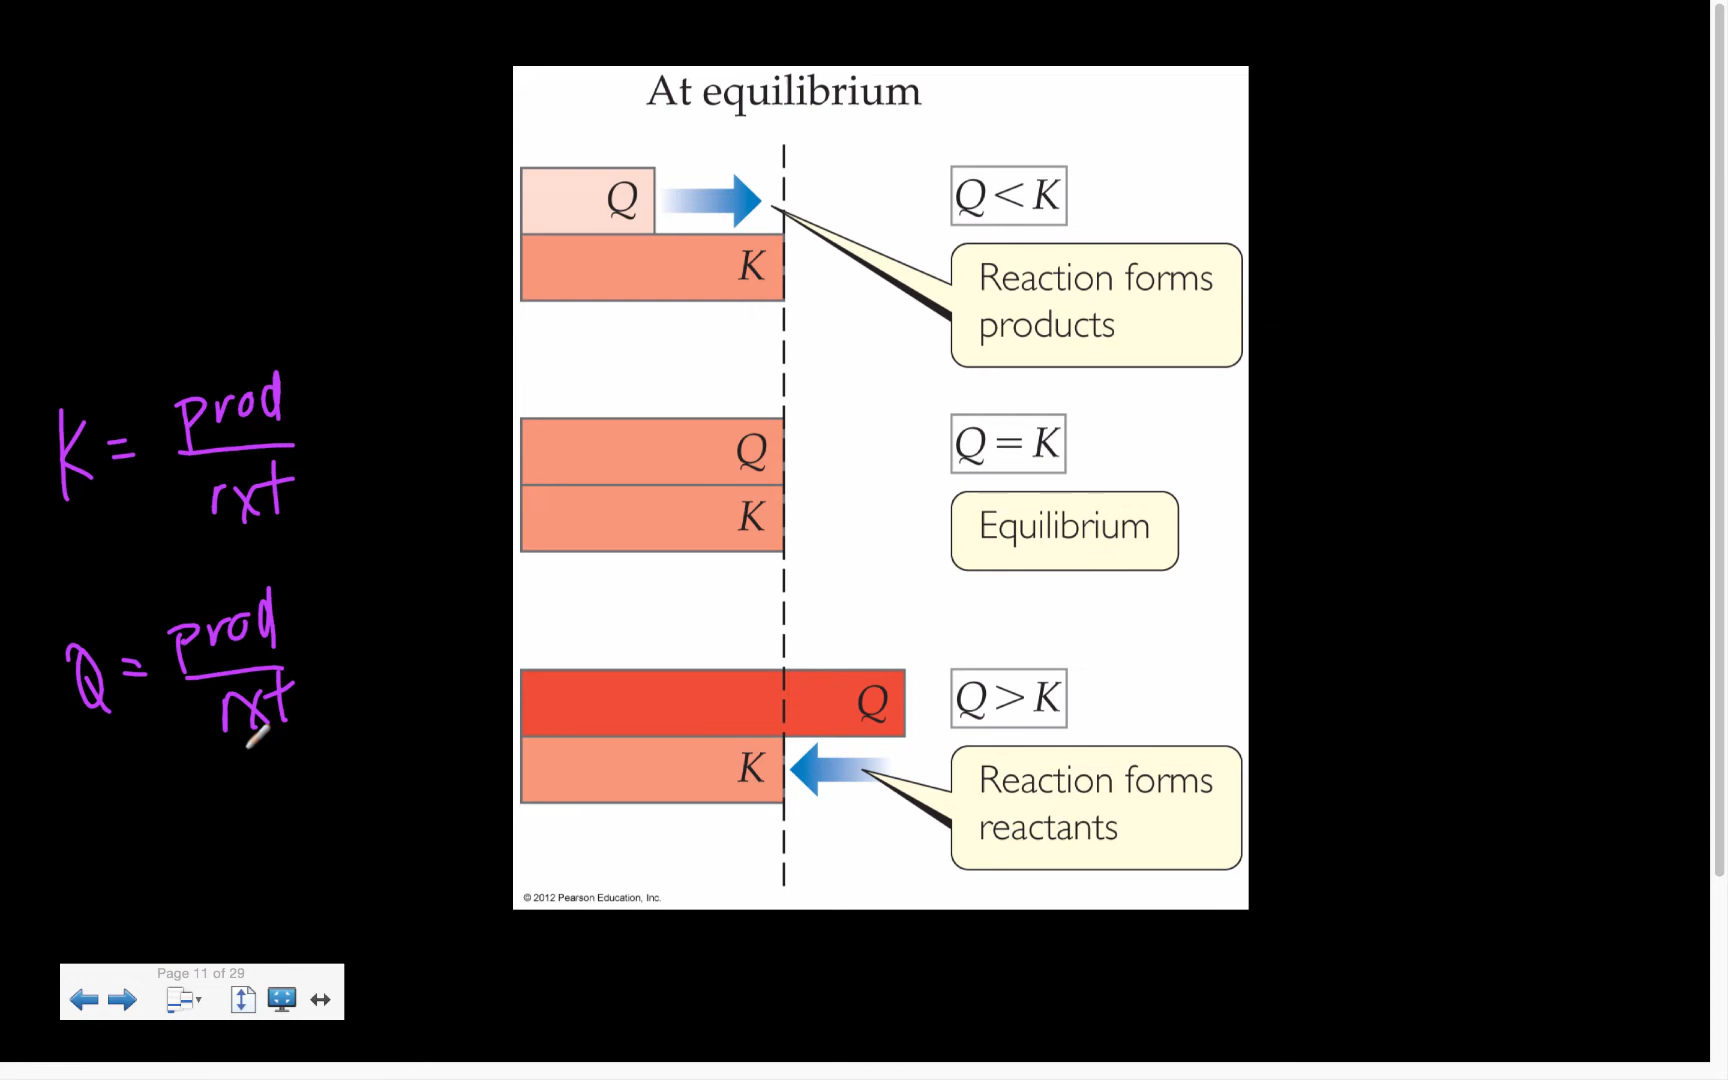 At equilibrium
Q
K
Q < K
Reaction forms
products
Q
K
Q = K
Equilibrium
Q
K
Q > K
Reaction forms
reactants
© 2012 Pearson Education, Inc.
K = prod
rxt
Q = prod
rxt
Page 11 of 29